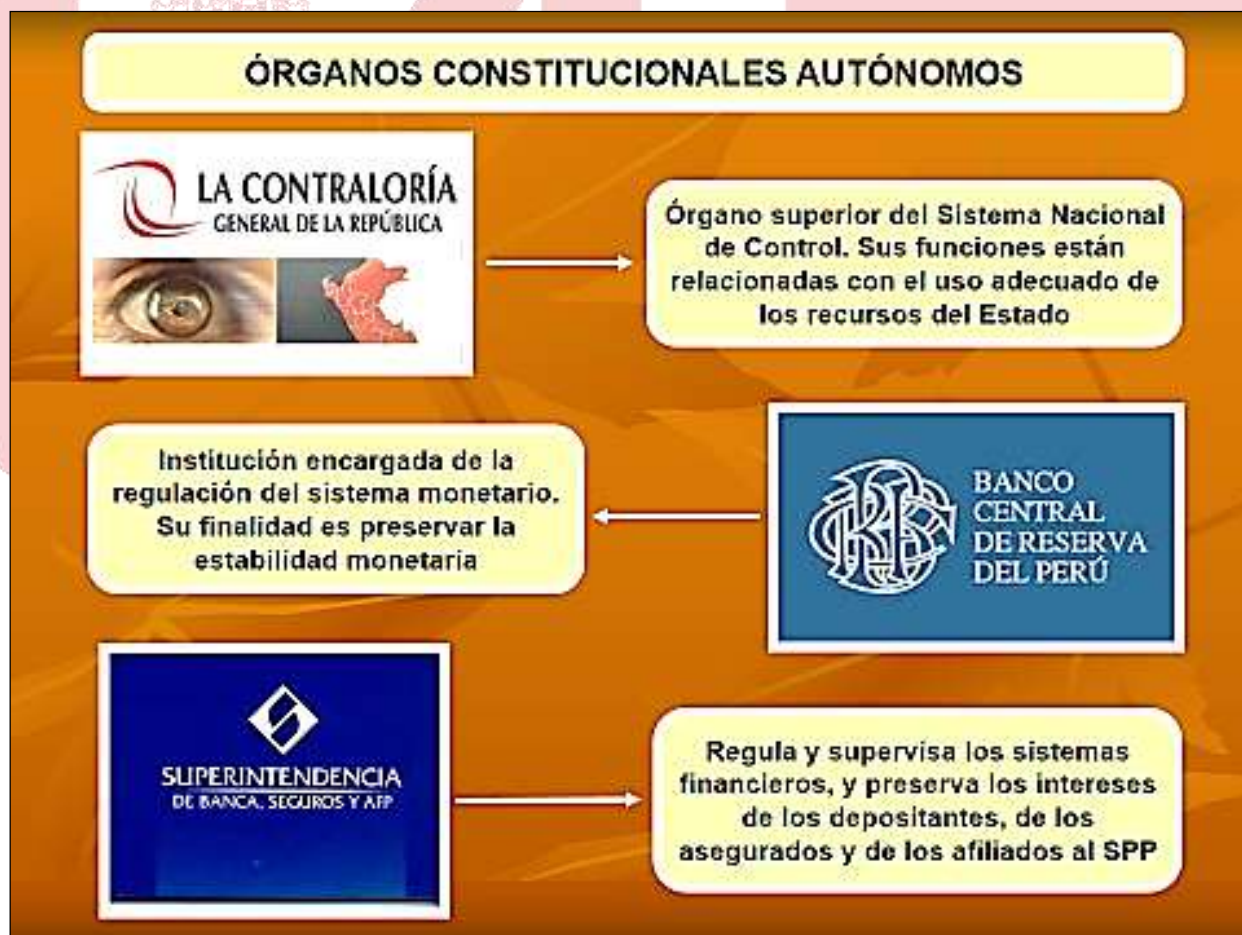 ÓRGANOS CONSTITUCIONALES AUTÓNOMOS
LA CONTRALORÍA
GENERAL DE LA REPÚBLICA
Órgano superior del Sistema Nacional
de Control. Sus funciones están
relacionadas con el uso adecuado de
los recursos del Estado
Institución encargada de la
regulación del sistema monetario.
Su finalidad es preservar la
estabilidad monetaria
BANCO
CENTRAL
DE RESERVA
DEL PERÚ
SUPERINTENDENCIA
DE BANCA, SEGUROS Y AFP
Regula y supervisa los sistemas
financieros, y preserva los intereses
de los depositantes, de los
asegurados y de los afiliados al SPP